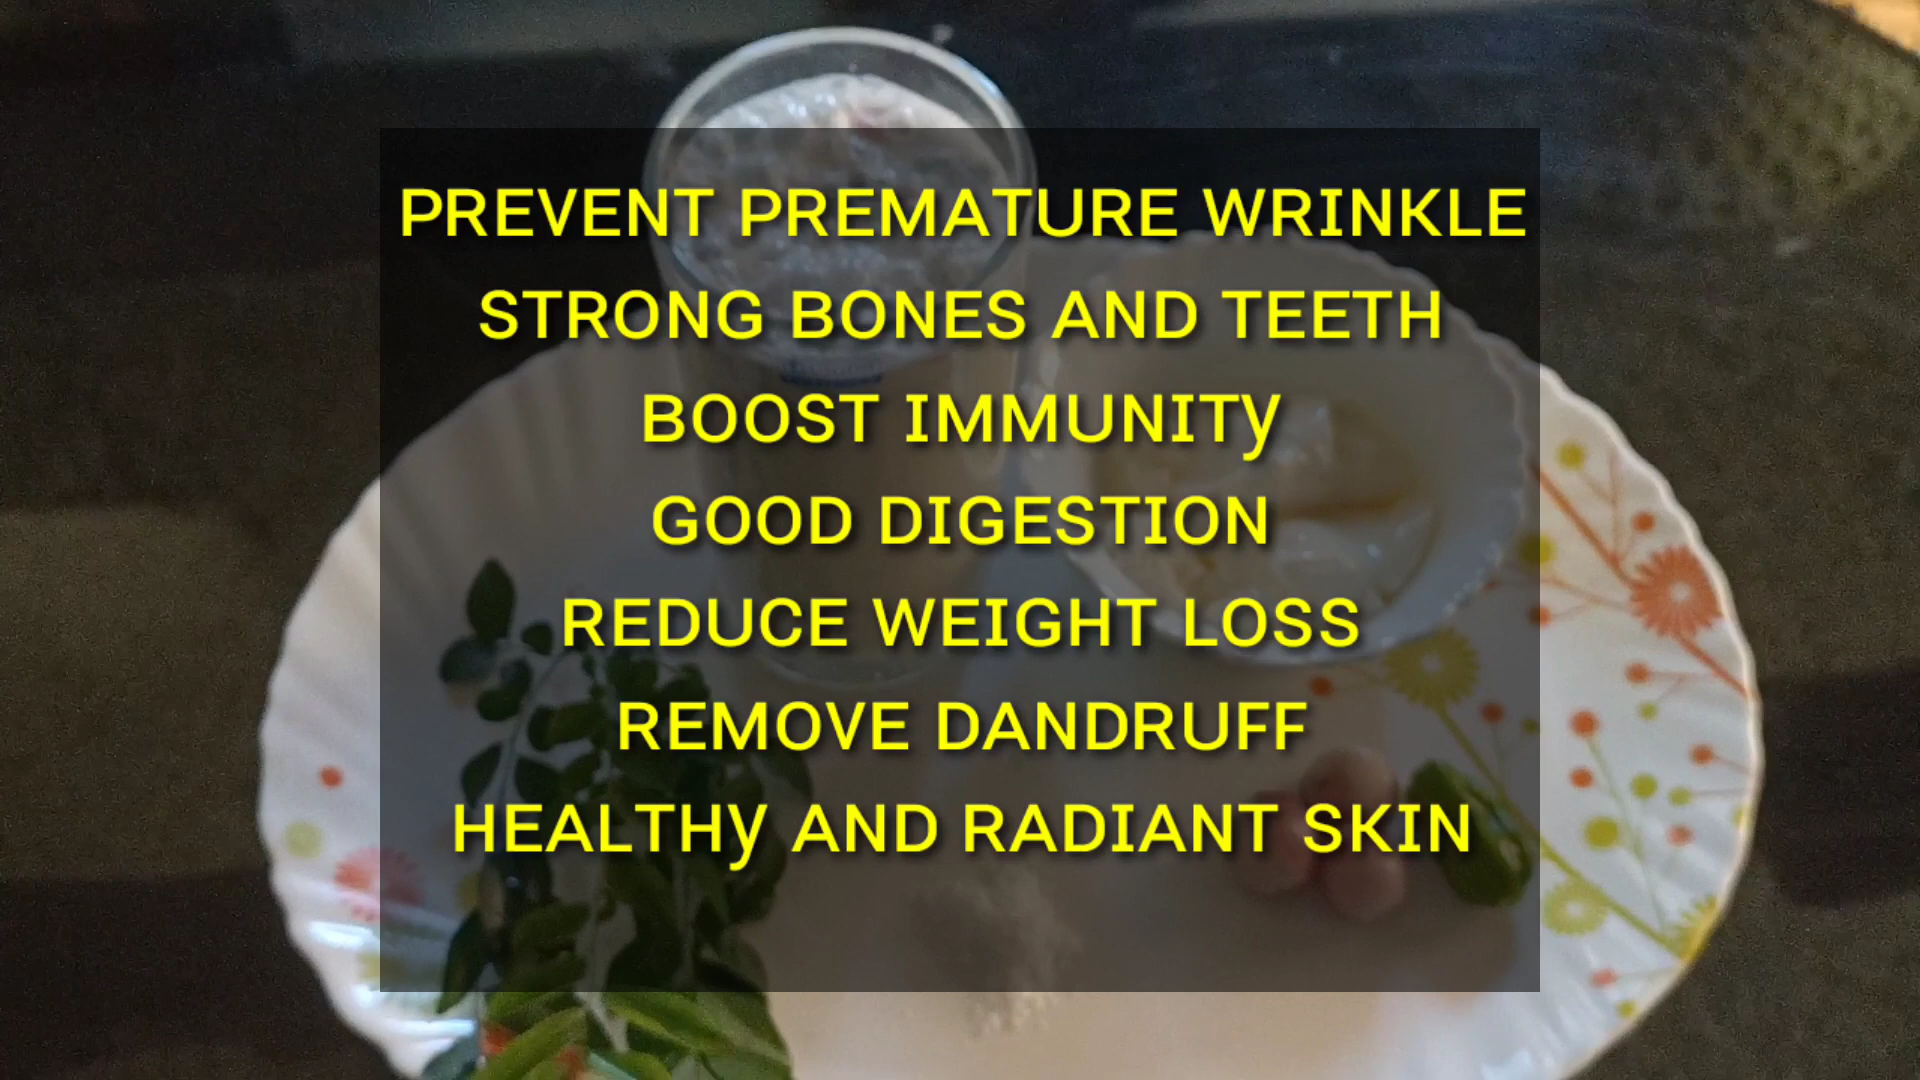 PREVENT PREMATURE WRINKLE
STRONG BONES AND TEETH
BOOST IMMUNITY
GOOD DIGESTION
REDUCE WEIGHT LOSS
REMOVE DANDRUFF
HEALTHY AND RADIANT SKIN